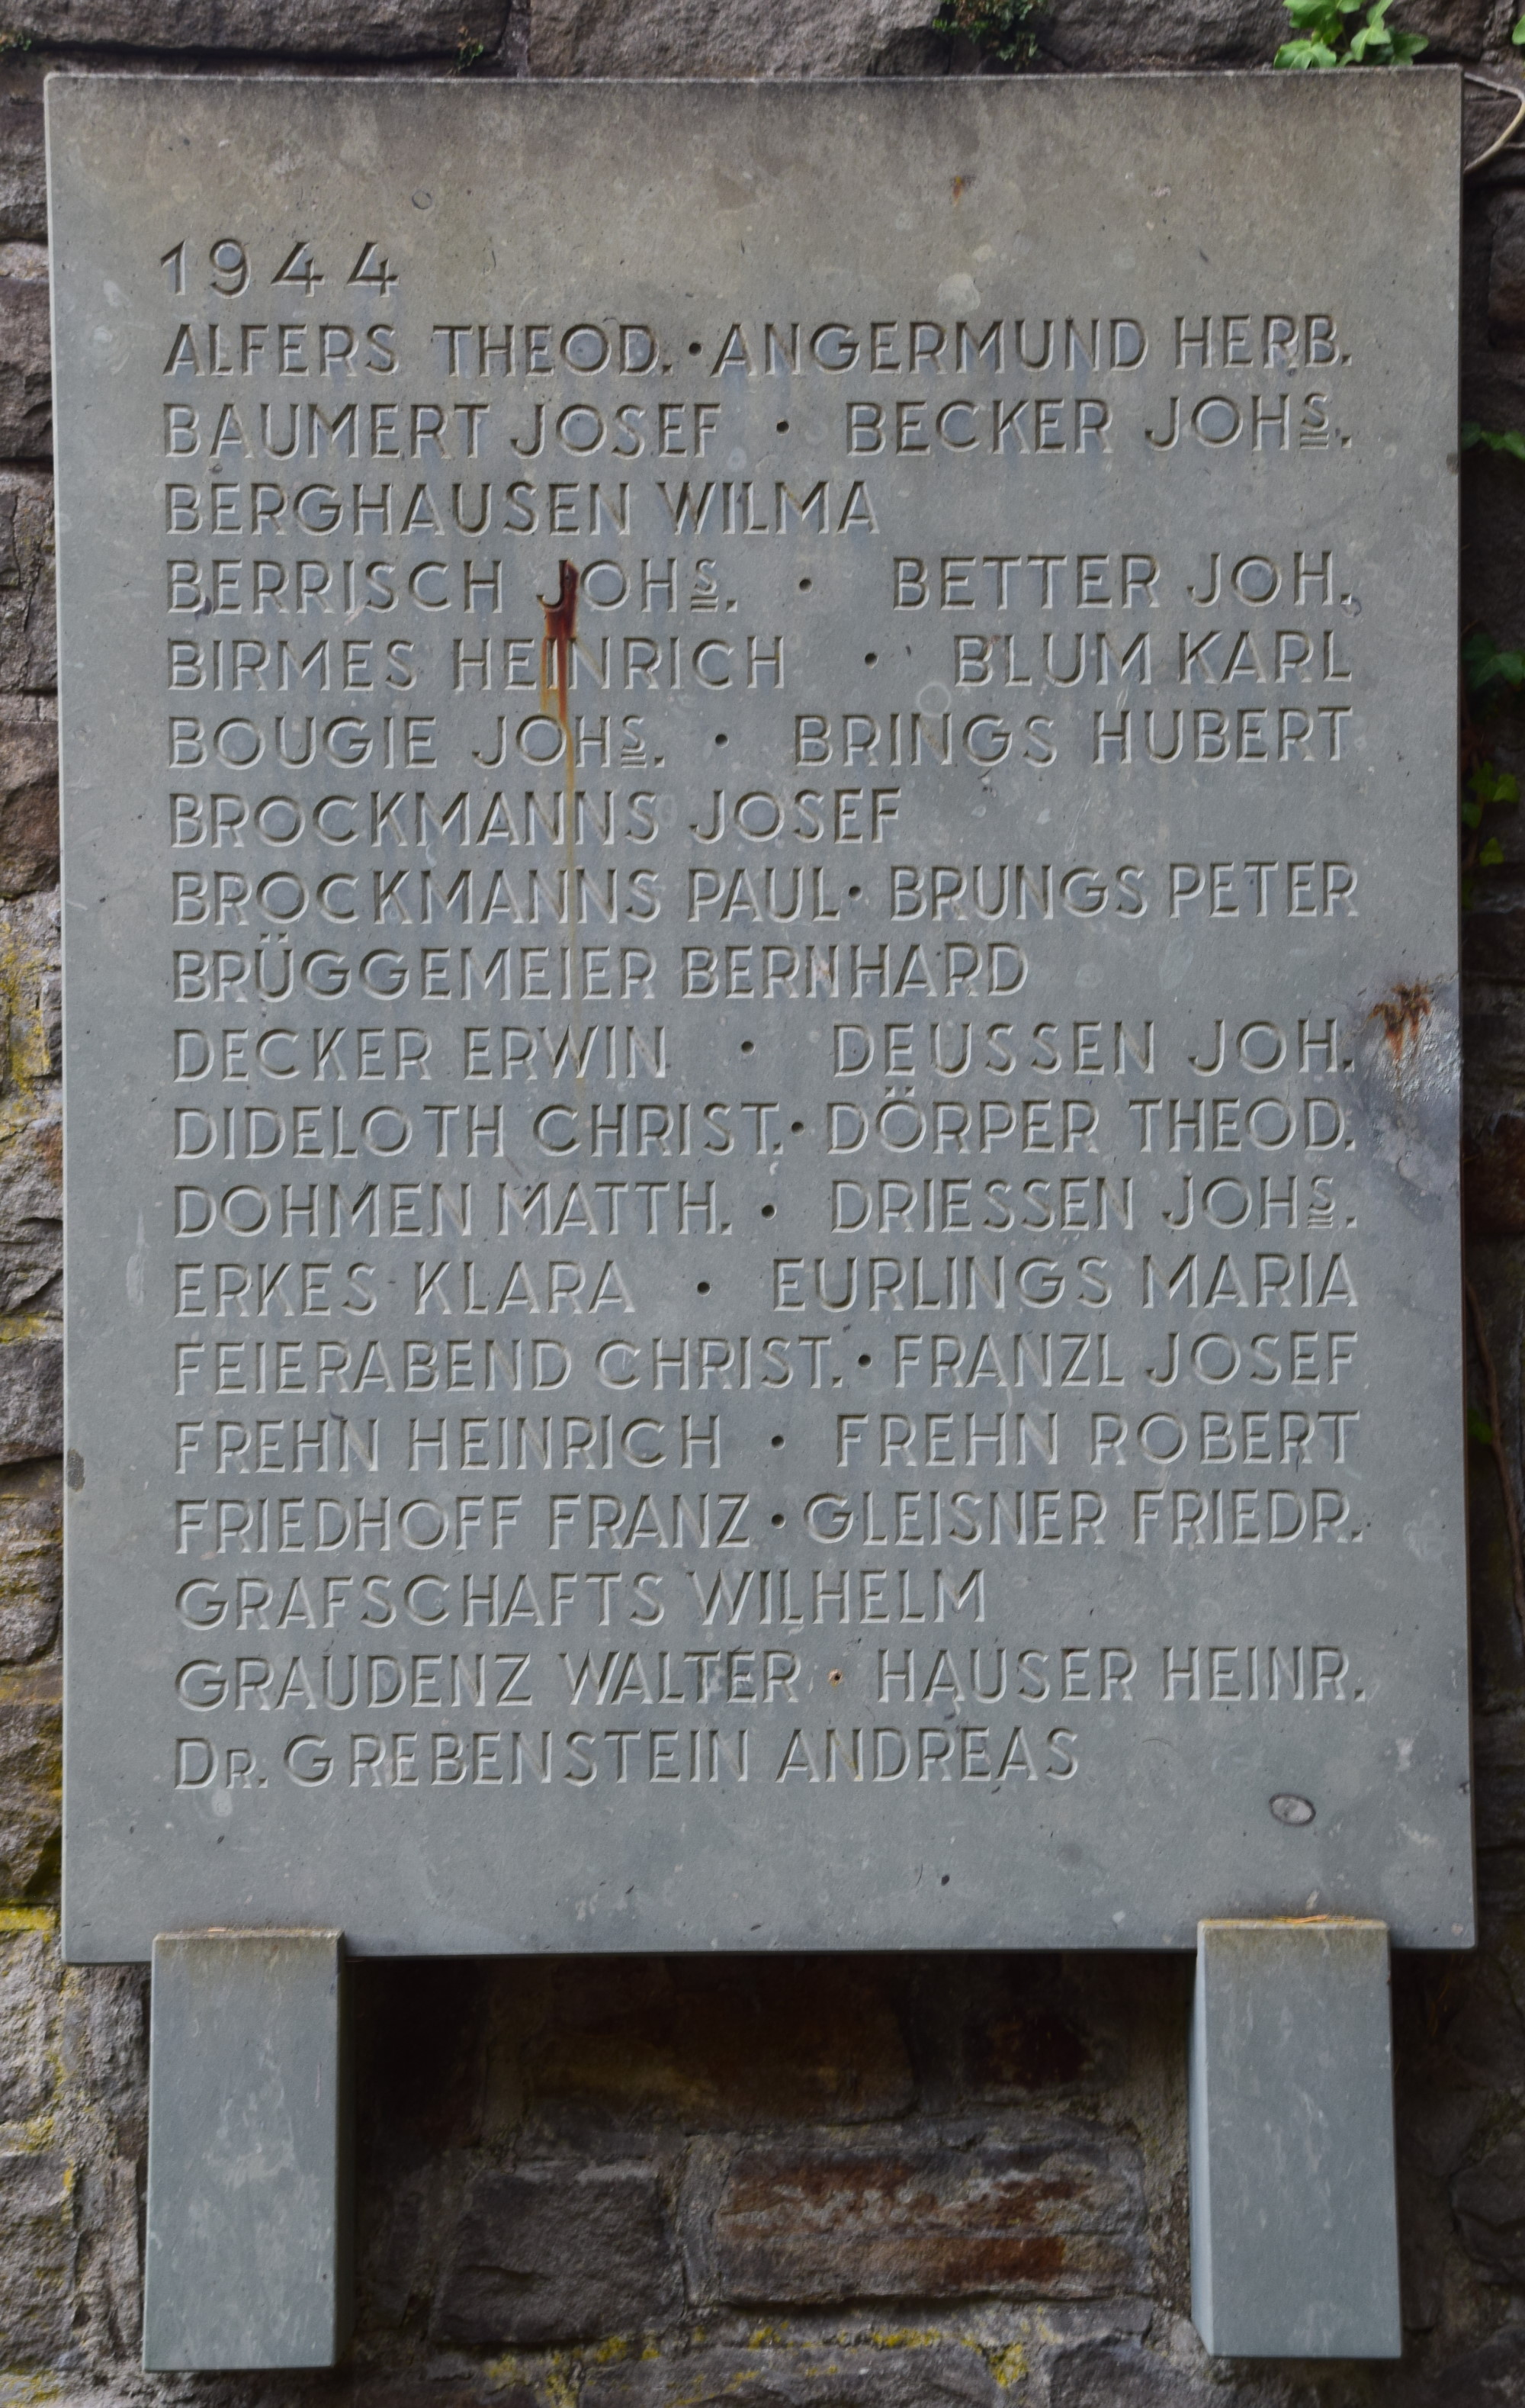 1944
ALFERS THEOD. · ANGERMUND HERB.
BAUMERT JOSEF · BECKER JOHS.
BERGHAUSEN WILMA
BERRISCH JOHS. · BETTER JOH.
BIRMES HEINRICH · BLUM KARL
BOUGIE JOHS. · BRINGS HUBERT
BROCKMANNS JOSEF
BROCKMANNS PAUL · BRUNGS PETER
BRÜGGEMEIER BERNHARD
DECKER ERWIN · DEUSSEN JOH.
DIDELOTH CHRIST. · DÖRPER THEOD.
DOHMEN MATTH. · DRIESSEN JOHS.
ERKES KLARA · EURLINGS MARIA
FEIERABEND CHRIST. · FRANZL JOSEF
FREHN HEINRICH · FREHN ROBERT
FRIEDHOFF FRANZ · GLEISNER FRIEDR.
GRAFSCHAFTS WILHELM
GRAUDENZ WALTER · HAUSER HEINR.
DR. GREBENSTEIN ANDREAS